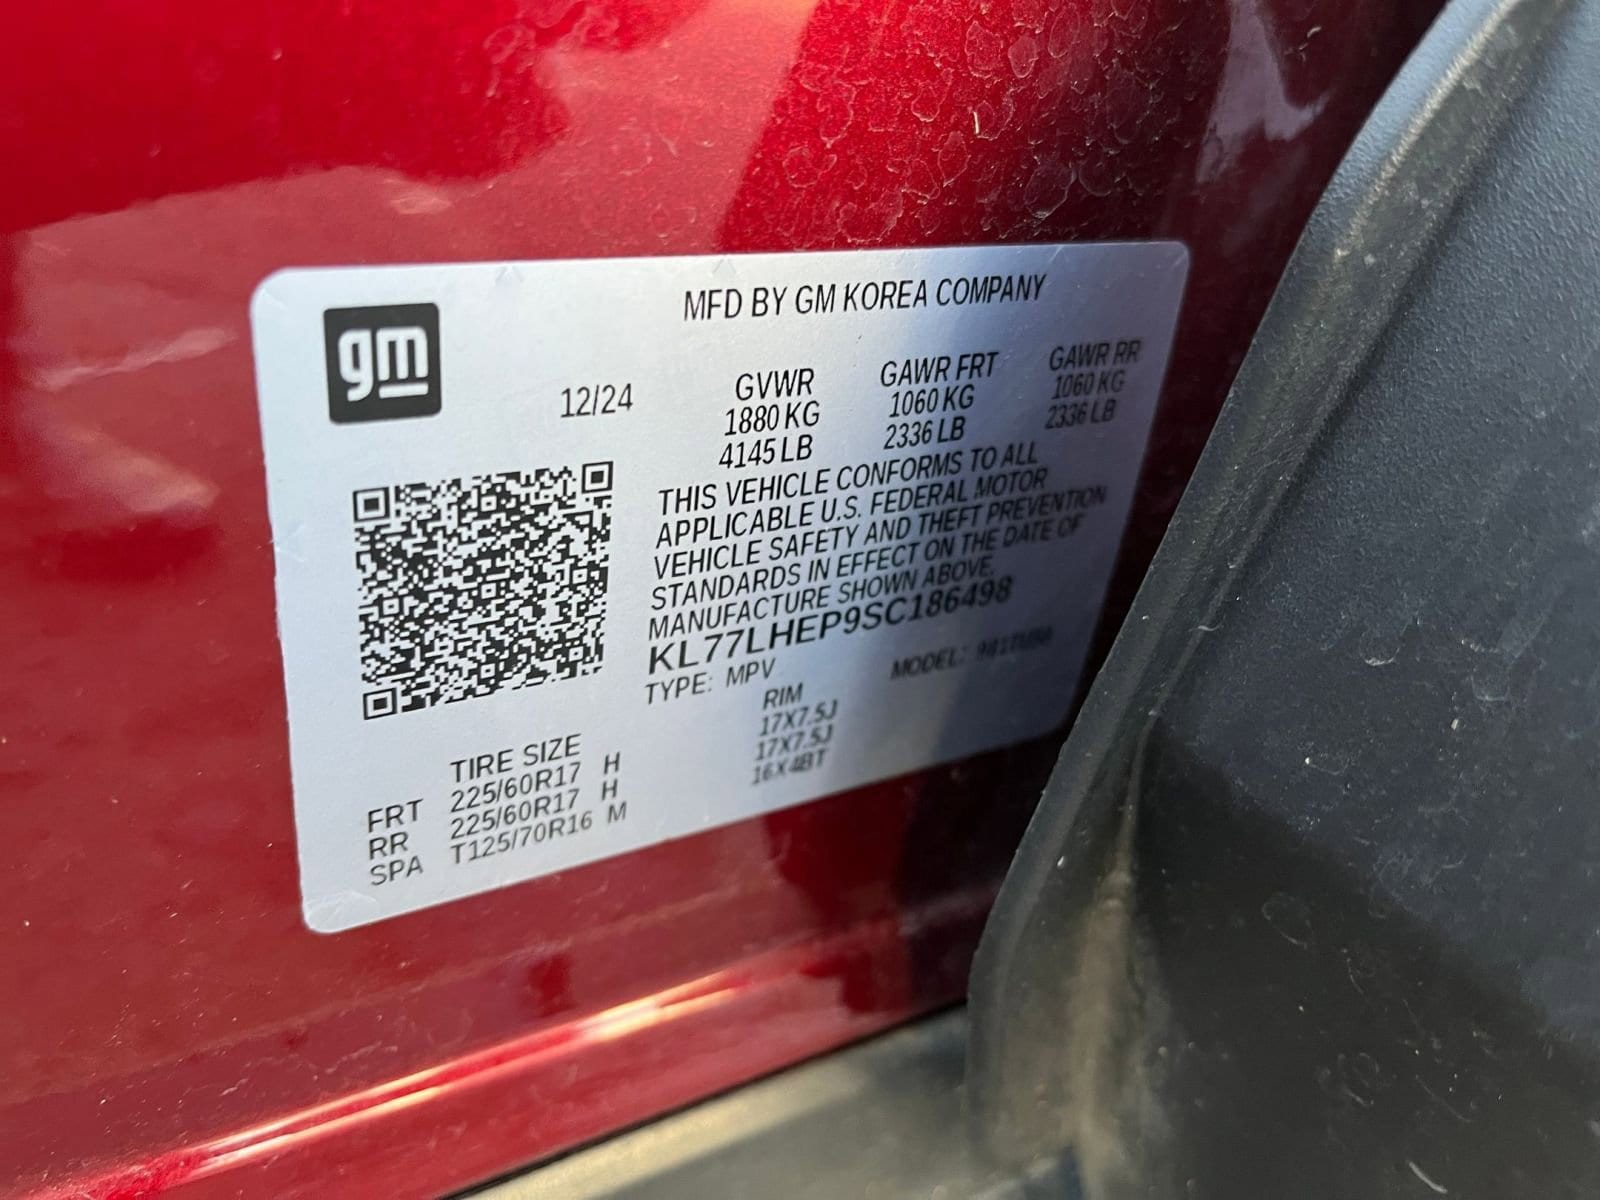 gm
MFD BY GM KOREA COMPANY
12/24
GVWR GAWR FRT GAWR RR
1880 KG 1060 KG 1060 KG
4145 LB 2336 LB 2336 LB
THIS VEHICLE CONFORMS TO ALL
APPLICABLE U.S. FEDERAL MOTOR
VEHICLE SAFETY AND THEFT PREVENTION
STANDARDS IN EFFECT ON THE DATE OF
MANUFACTURE SHOWN ABOVE.
KL77LHEP9SC186498
TYPE: MPV MODEL:
TIRE SIZE RIM
FRT 225/60R17 H 17X7.5J
RR 225/60R17 H 17X7.5J
SPA T125/70R16 M 16X4BT